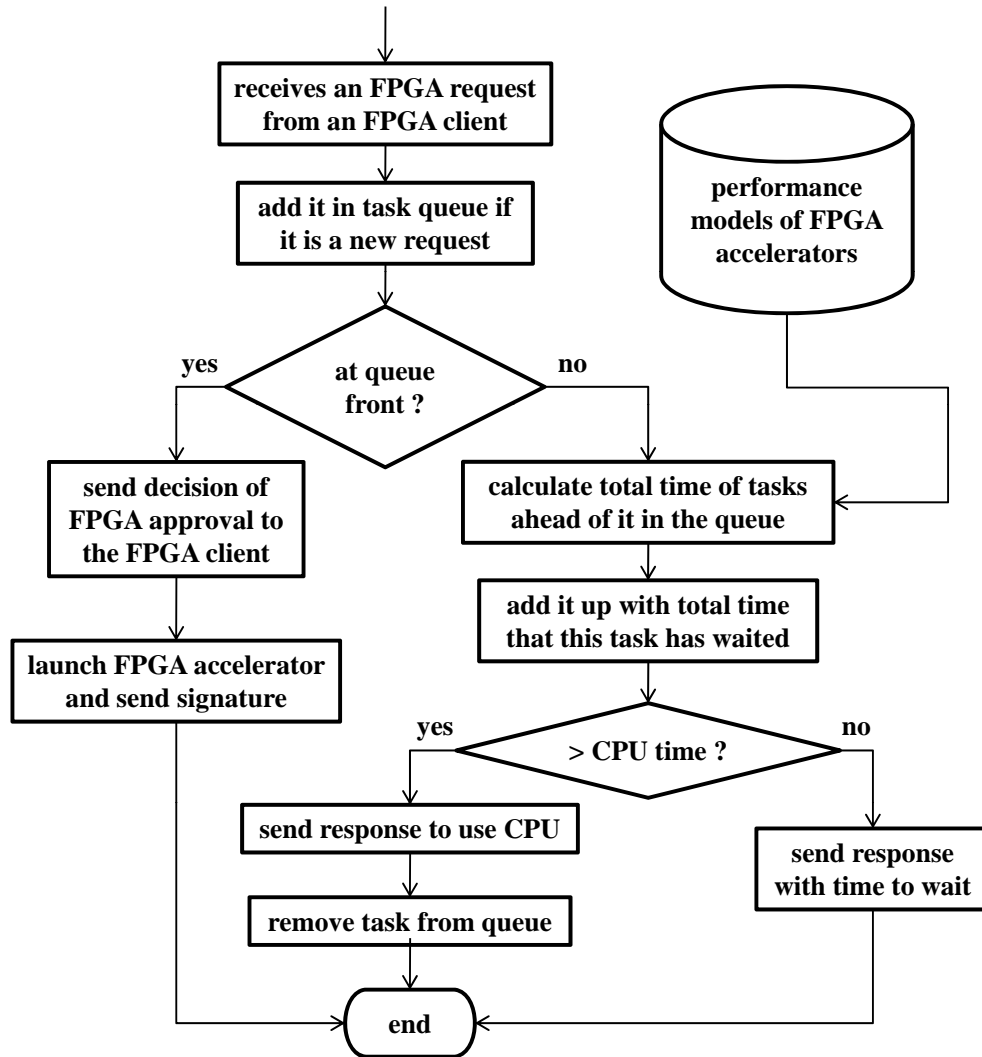 receives an FPGA request
from an FPGA client
performance
models of FPGA
accelerators
add it in task queue if
it is a new request
yes
at queue
front ?
no
send decision of
FPGA approval to
the FPGA client
calculate total time of tasks
ahead of it in the queue
add it up with total time
that this task has waited
launch FPGA accelerator
and send signature
yes
> CPU time ?
no
send response to use CPU
send response
with time to wait
remove task from queue
end